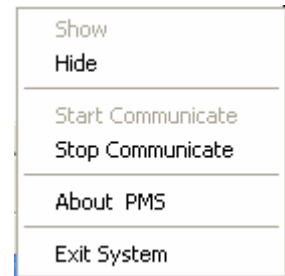 Show
Hide
Start Communicate
Stop Communicate
About PMS
Exit System